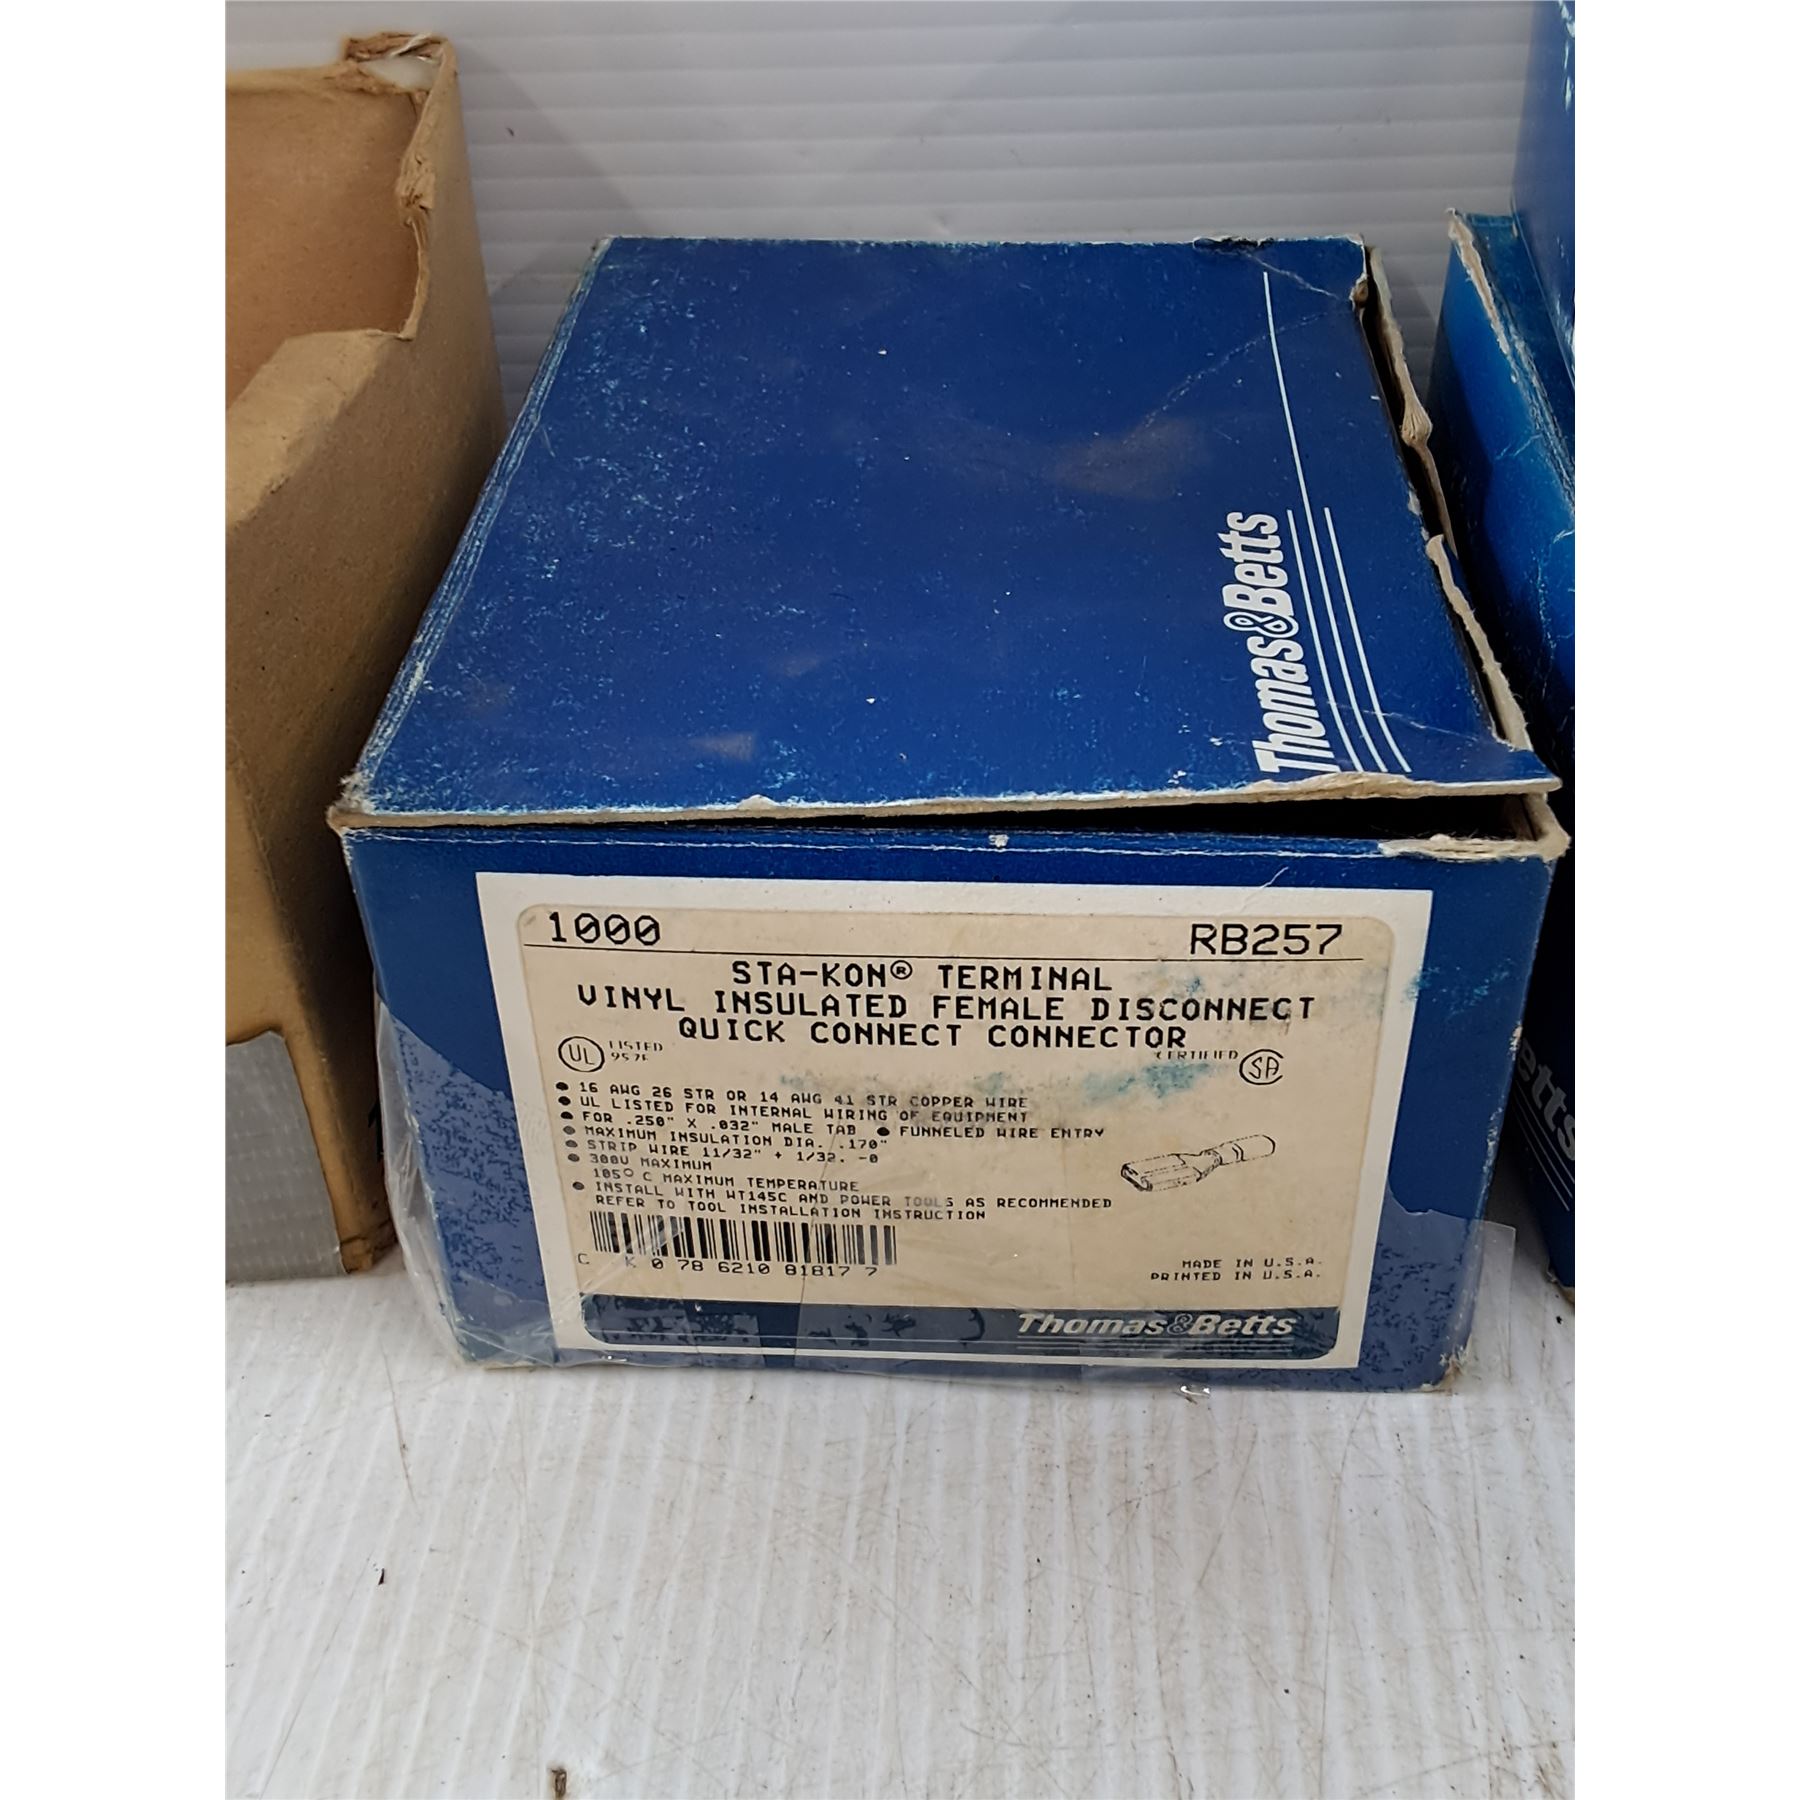 Thomas&Betts
1000 RB257
STA-KON® TERMINAL
VINYL INSULATED FEMALE DISCONNECT
QUICK CONNECT CONNECTOR
UL LISTED
CERTIFIED SA
● 16 AWG 26 STR OR 14 AWG 41 STR COPPER WIRE
● UL LISTED FOR INTERNAL WIRING OF EQUIPMENT
● FOR .250" X .032" MALE TAB ● FUNNELED WIRE ENTRY
● MAXIMUM INSULATION DIA. .170"
● STRIP WIRE 11/32" + 1/32. -0
● 300V MAXIMUM
105° C MAXIMUM TEMPERATURE
● INSTALL WITH WT145C AND POWER TOOLS AS RECOMMENDED
REFER TO TOOL INSTALLATION INSTRUCTION
C K 0 78 6210 81817 7
MADE IN U.S.A.
PRINTED IN U.S.A.
Thomas&Betts
etts